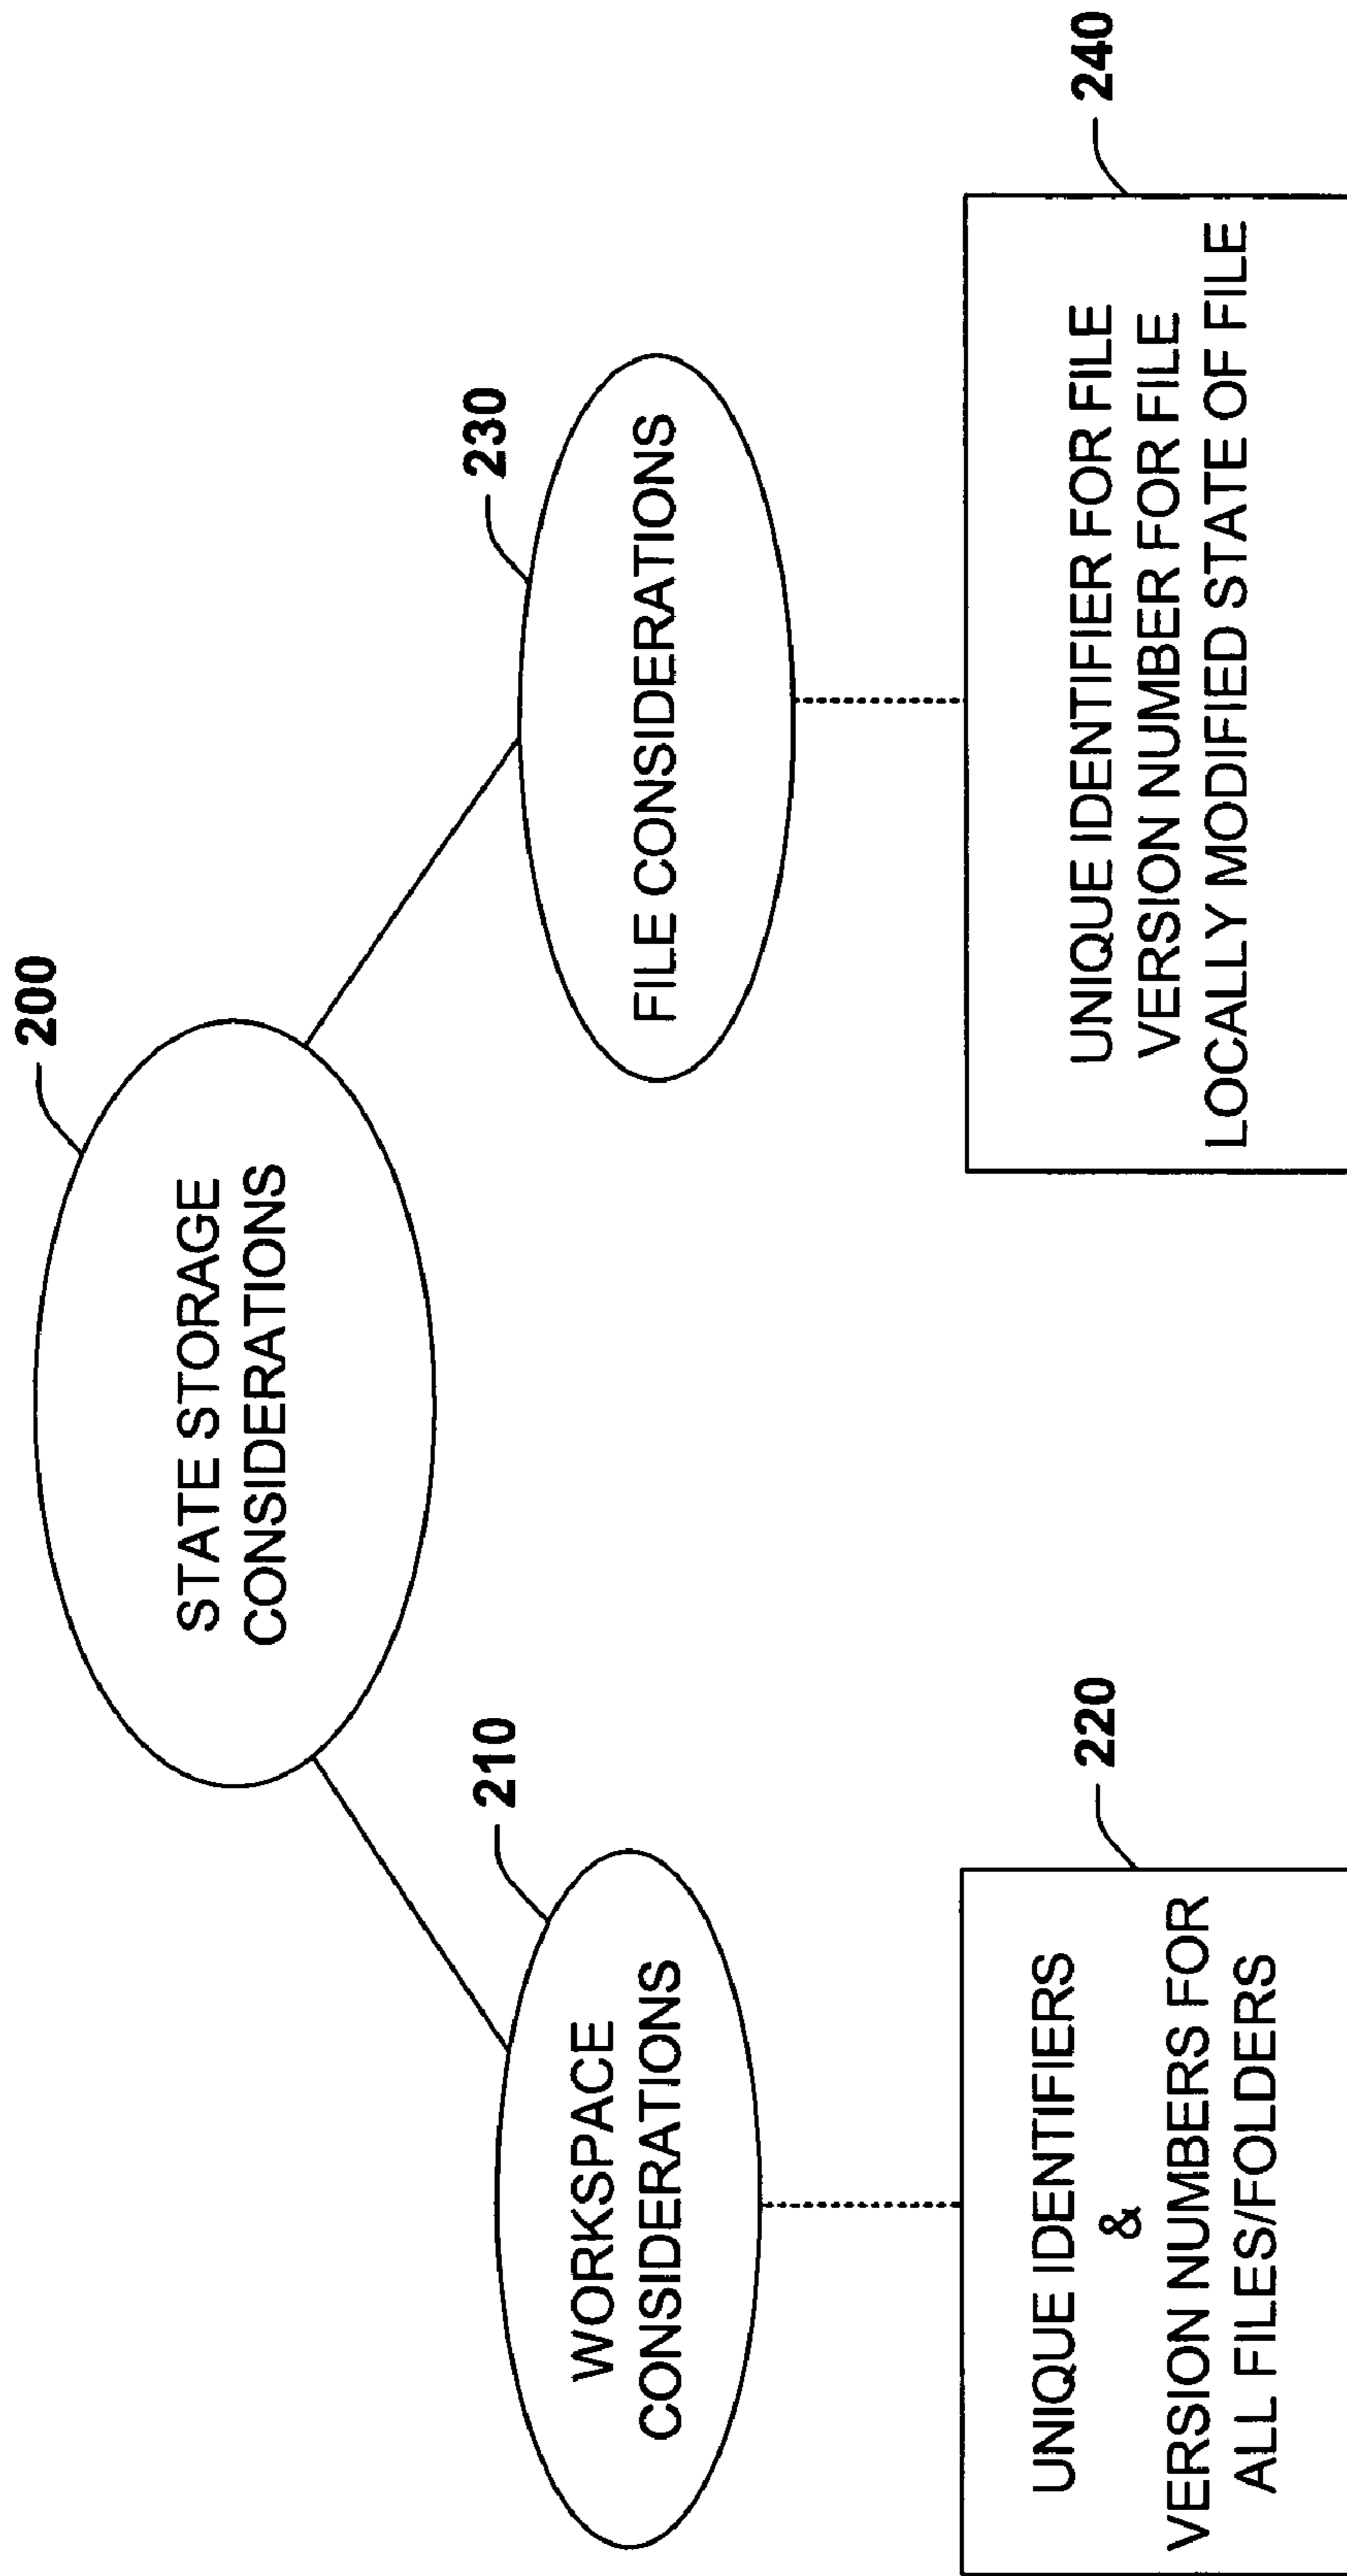 200
STATE STORAGE
CONSIDERATIONS
210
WORKSPACE
CONSIDERATIONS
230
FILE CONSIDERATIONS
220
UNIQUE IDENTIFIERS
&
VERSION NUMBERS FOR
ALL FILES/FOLDERS
240
UNIQUE IDENTIFIER FOR FILE
VERSION NUMBER FOR FILE
LOCALLY MODIFIED STATE OF FILE